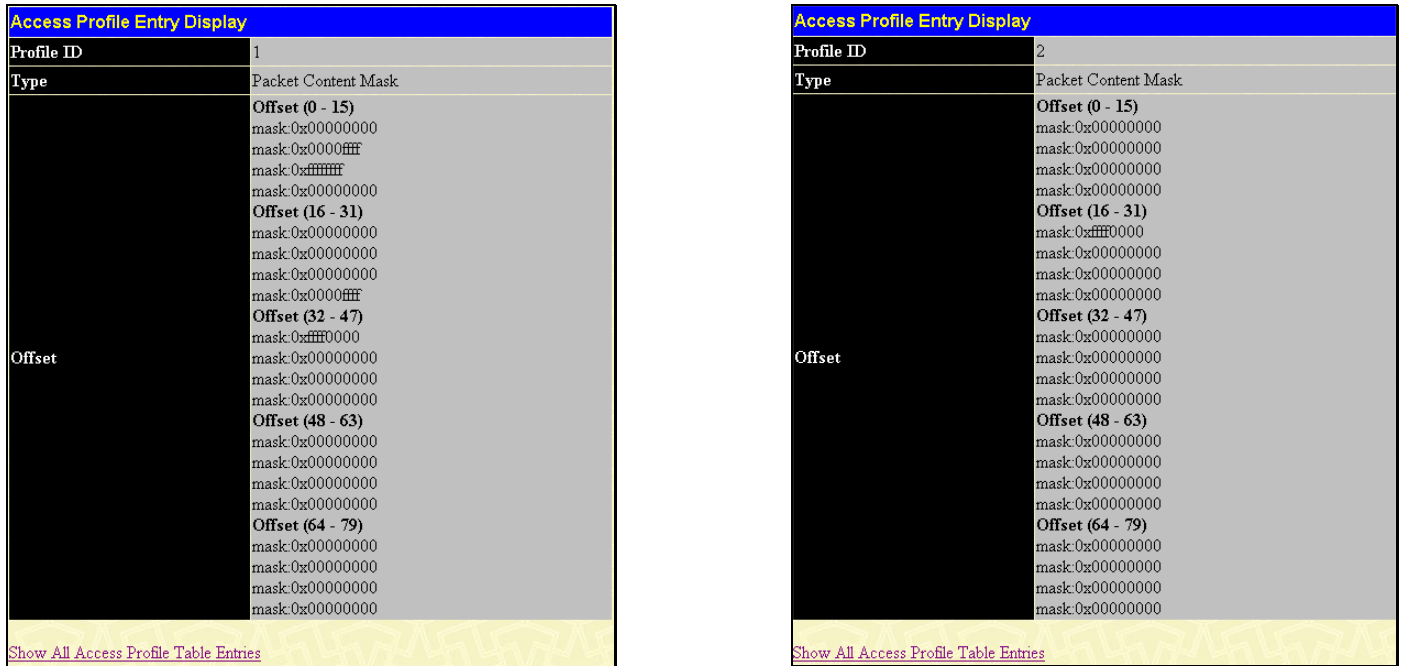 Access Profile Entry Display
Profile ID 1
Type Packet Content Mask
Offset
Offset (0 - 15)
mask:0x00000000
mask:0x0000ffff
mask:0xffffffff
mask:0x00000000
Offset (16 - 31)
mask:0x00000000
mask:0x00000000
mask:0x00000000
mask:0x0000ffff
Offset (32 - 47)
mask:0xffff0000
mask:0x00000000
mask:0x00000000
mask:0x00000000
Offset (48 - 63)
mask:0x00000000
mask:0x00000000
mask:0x00000000
mask:0x00000000
Offset (64 - 79)
mask:0x00000000
mask:0x00000000
mask:0x00000000
mask:0x00000000
Show All Access Profile Table Entries
Access Profile Entry Display
Profile ID 2
Type Packet Content Mask
Offset
Offset (0 - 15)
mask:0x00000000
mask:0x00000000
mask:0x00000000
mask:0x00000000
Offset (16 - 31)
mask:0xffff0000
mask:0x00000000
mask:0x00000000
mask:0x00000000
Offset (32 - 47)
mask:0x00000000
mask:0x00000000
mask:0x00000000
mask:0x00000000
Offset (48 - 63)
mask:0x00000000
mask:0x00000000
mask:0x00000000
mask:0x00000000
Offset (64 - 79)
mask:0x00000000
mask:0x00000000
mask:0x00000000
mask:0x00000000
Show All Access Profile Table Entries